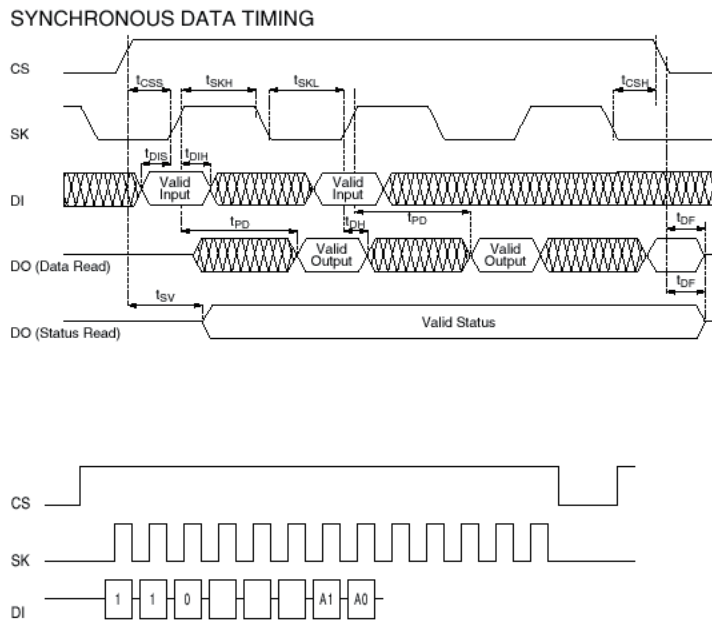 SYNCHRONOUS DATA TIMING
CS
tCSS
tSKH
tSKL
tCSH
SK
tDIS
tDIH
DI
Valid Input
Valid Input
tPD
tDH
tPD
tDF
DO (Data Read)
Valid Output
Valid Output
tDF
tSV
DO (Status Read)
Valid Status
CS
SK
DI
1 1 0 A1 A0